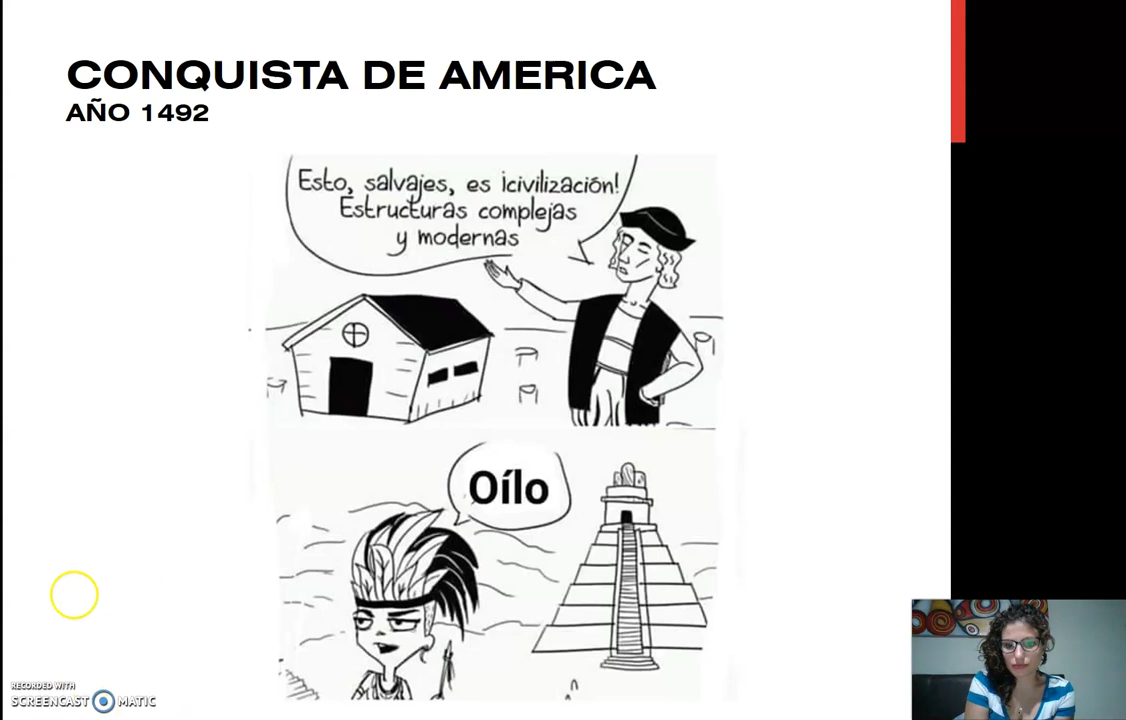 CONQUISTA DE AMERICA
AÑO 1492
Esto, salvajes, es ¡civilización!
Estructuras complejas
y modernas
Oílo
RECORDED WITH
SCREENCAST MATIC